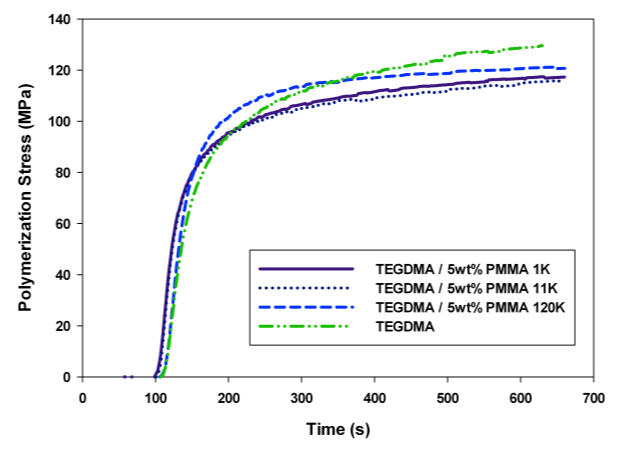 140
120
100
80
60
40
20
0
Polymerization Stress (MPa)
TEGDMA / 5wt% PMMA 1K
TEGDMA / 5wt% PMMA 11K
TEGDMA / 5wt% PMMA 120K
TEGDMA
0 100 200 300 400 500 600 700
Time (s)